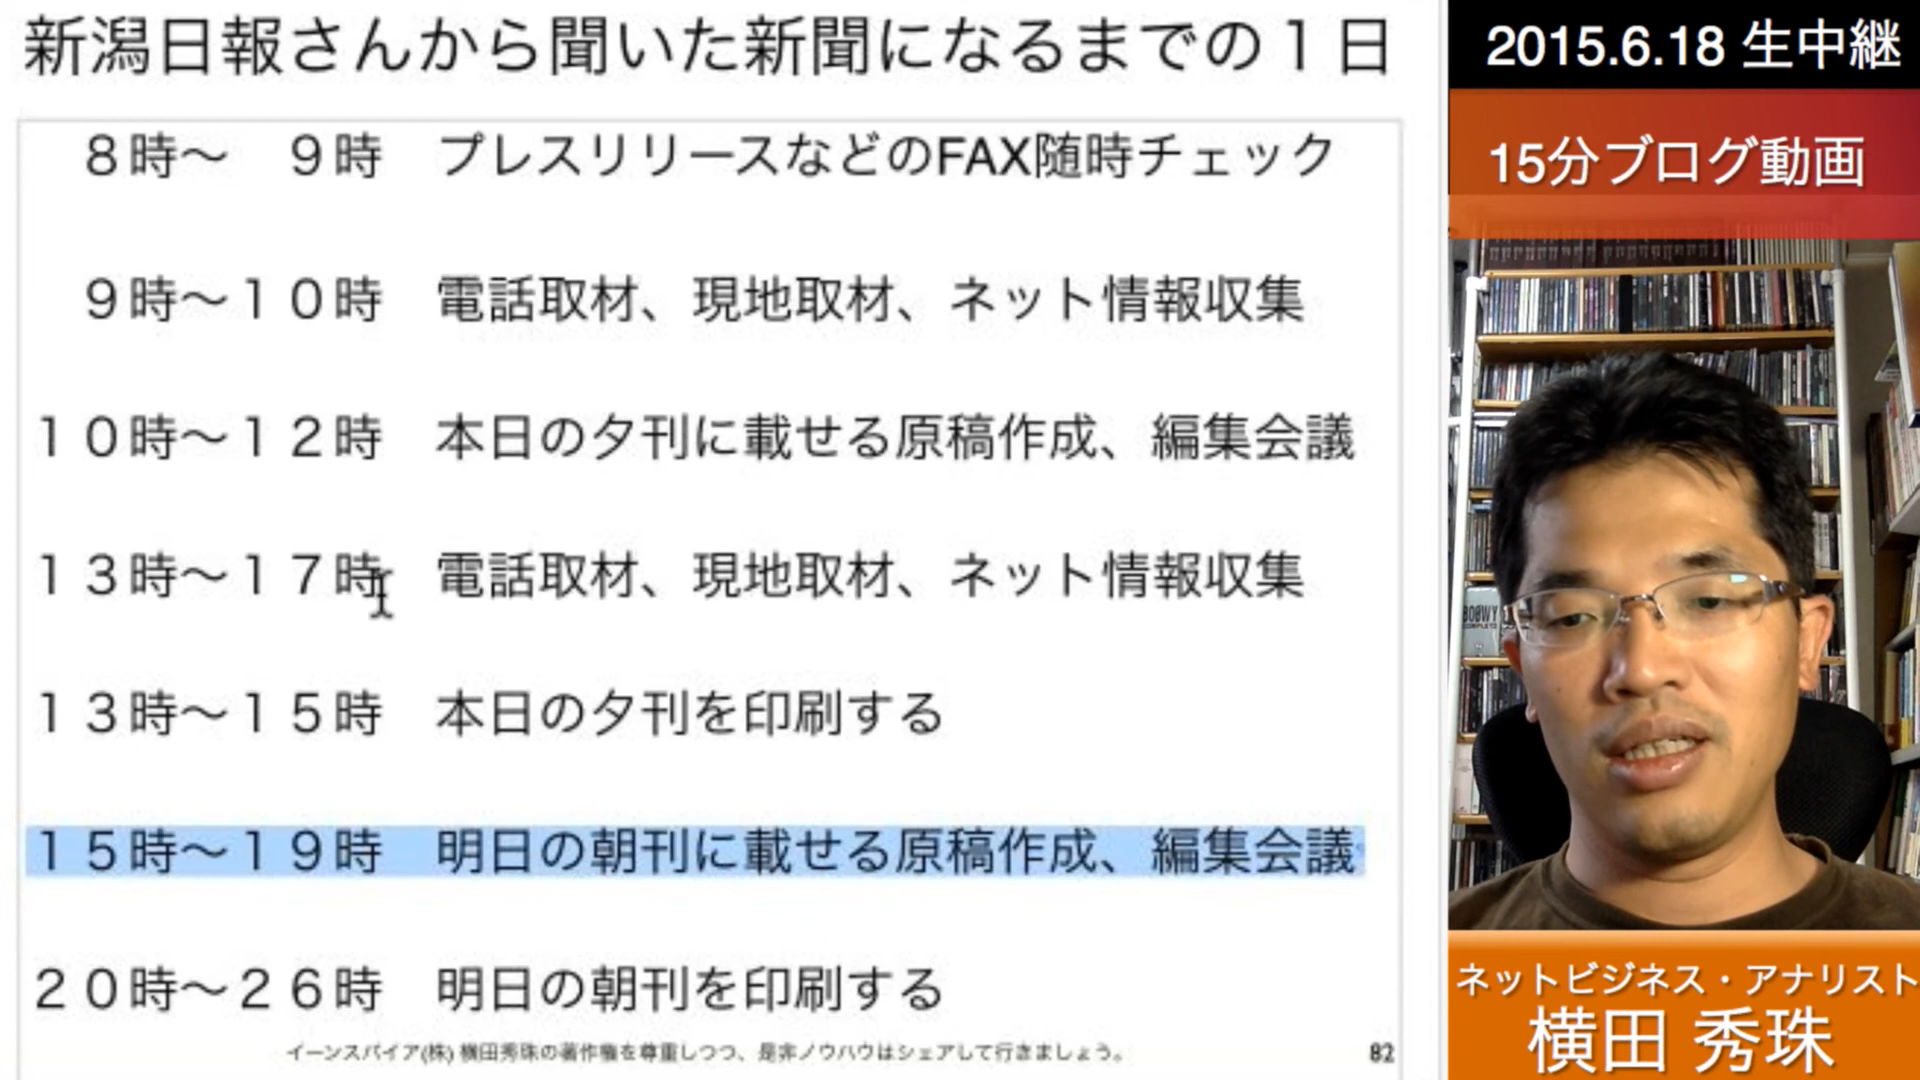 新潟日報さんから聞いた新聞になるまでの１日
８時〜　９時　プレスリリースなどのFAX随時チェック
９時〜１０時　電話取材、現地取材、ネット情報収集
１０時〜１２時　本日の夕刊に載せる原稿作成、編集会議
１３時〜１７時　電話取材、現地取材、ネット情報収集
１３時〜１５時　本日の夕刊を印刷する
１５時〜１９時　明日の朝刊に載せる原稿作成、編集会議
２０時〜２６時　明日の朝刊を印刷する
イーンスパイア(株) 横田秀珠の著作権を尊重しつつ、是非ノウハウはシェアして行きましょう。
82
2015.6.18 生中継
15分ブログ動画
BOØWY
COMPLETE
ネットビジネス・アナリスト
横田 秀珠